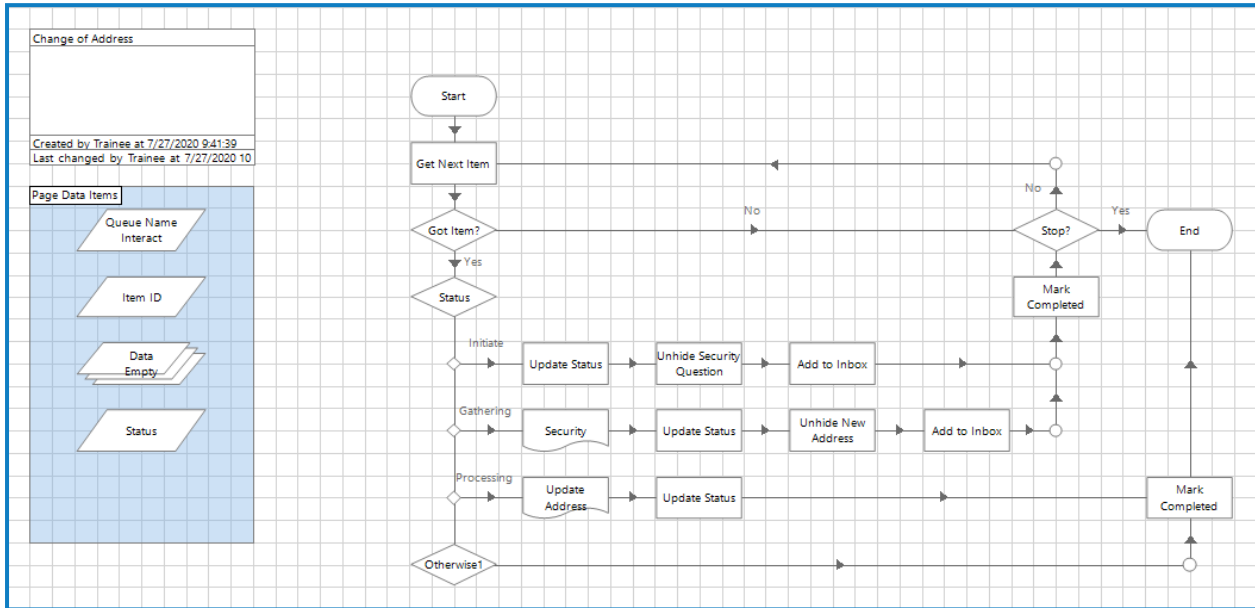 Change of Address
Created by Trainee at 7/27/2020 9:41:39
Last changed by Trainee at 7/27/2020 10
Page Data Items
Queue Name
Interact
Item ID
Data
Empty
Status
Start
Get Next Item
No
Got Item?
No
Stop?
Yes
End
Yes
Status
Mark
Completed
Initiate
Update Status
Unhide Security
Question
Add to Inbox
Gathering
Security
Update Status
Unhide New
Address
Add to Inbox
Processing
Update
Address
Update Status
Mark
Completed
Otherwise1